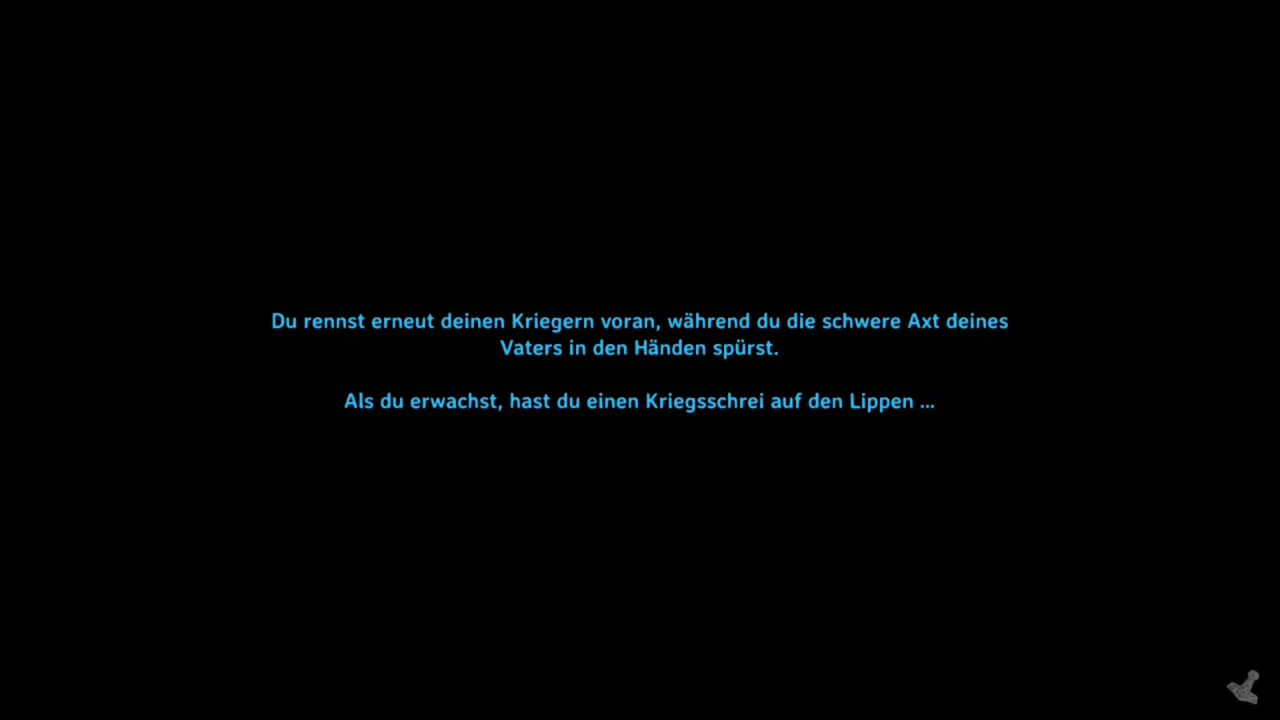 Du rennst erneut deinen Kriegern voran, während du die schwere Axt deines
Vaters in den Händen spürst.
Als du erwachst, hast du einen Kriegsschrei auf den Lippen ...